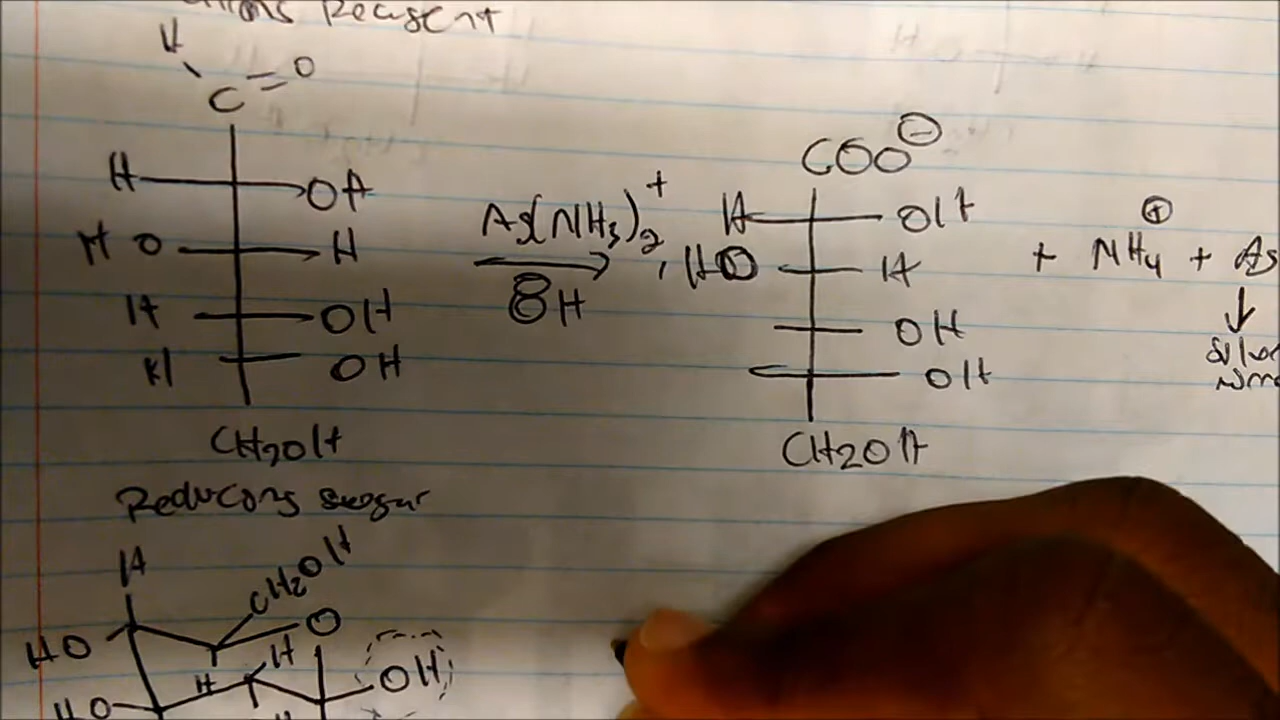 Reagent
H
C = O
H OH
HO H
H OH
H OH
CH2OH
Reducing sugar
Ag(NH3)2+,
OH
COO⊖
H OH
HO H
OH
OH
CH2OH
+ NH4⊕ + Ag
H
CH2OH
HO O
H
H OH
HO